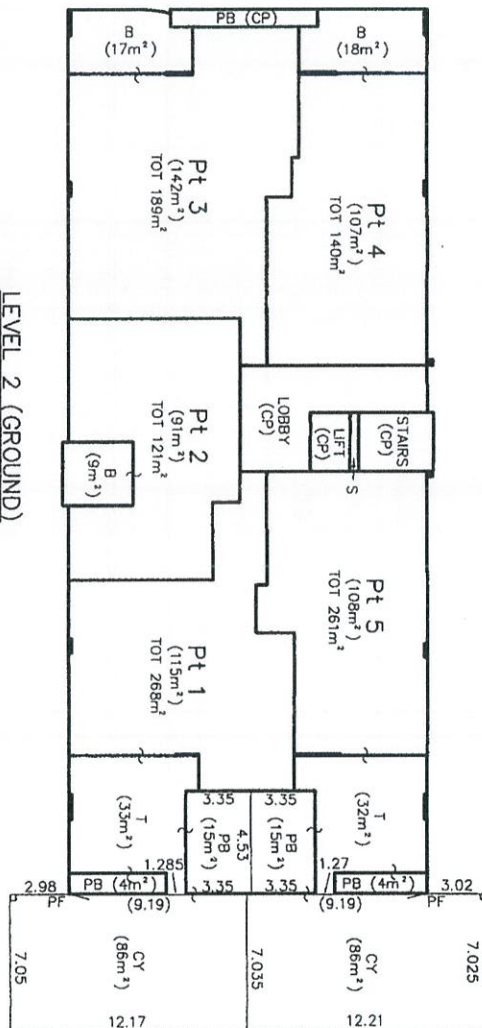 PB (CP)
B
(17m²)
B
(18m²)
Pt 3
(142m²)
TOT 189m²
Pt 4
(107m²)
TOT 140m²
Pt 2
(91m²)
TOT 121m²
B
(9m²)
LOBBY
(CP)
LIFT
(CP)
STAIRS
(CP)
S
Pt 5
(108m²)
TOT 261m²
Pt 1
(115m²)
TOT 268m²
T
(33m²)
T
(32m²)
3.35
3.35
PB
(15m²)
4.53
PB
(15m²)
3.35
3.35
1.285
1.27
PB (4m²)
PB (4m²)
2.98
PF
(9.19)
(9.19)
PF
3.02
CY
(86m²)
CY
(86m²)
7.05
7.035
7.025
12.17
12.21
LEVEL 2 (GROUND)